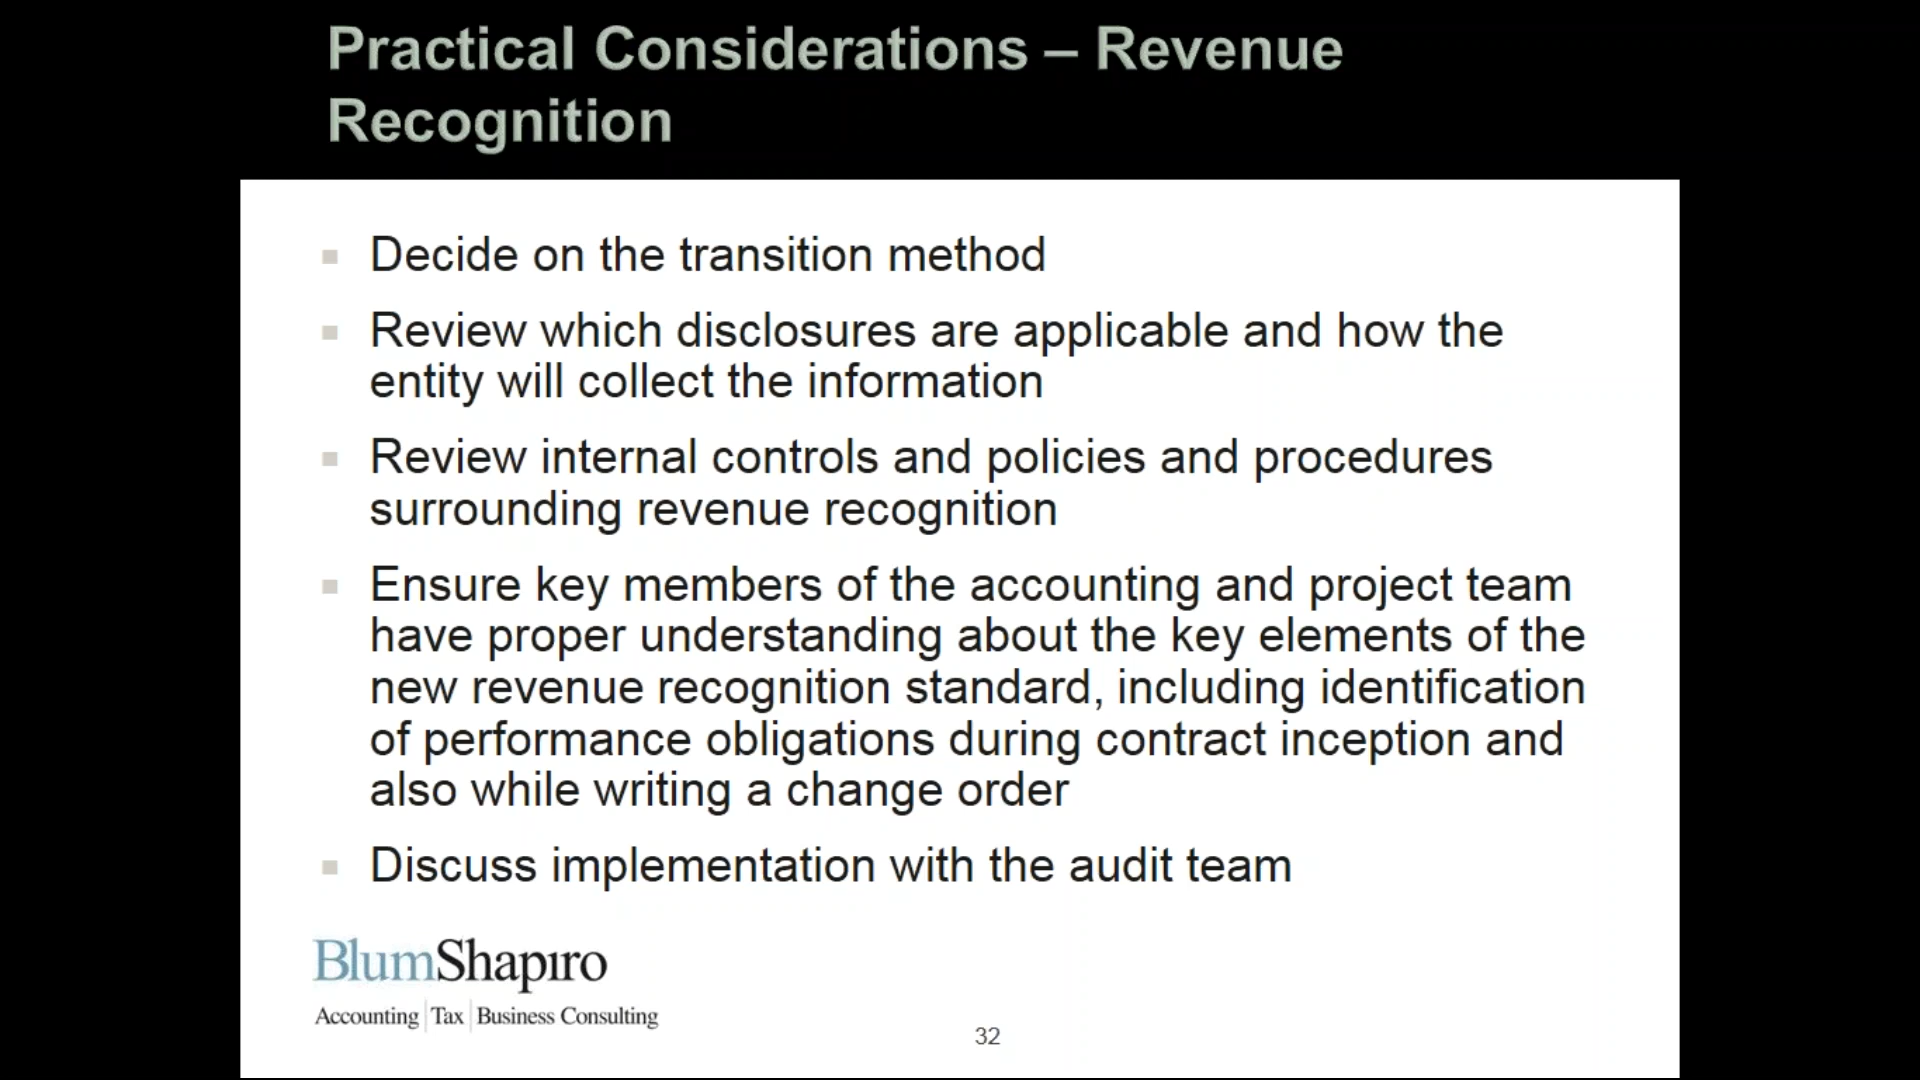 Practical Considerations – Revenue
Recognition
Decide on the transition method
Review which disclosures are applicable and how the
entity will collect the information
Review internal controls and policies and procedures
surrounding revenue recognition
Ensure key members of the accounting and project team
have proper understanding about the key elements of the
new revenue recognition standard, including identification
of performance obligations during contract inception and
also while writing a change order
Discuss implementation with the audit team
BlumShapiro
Accounting | Tax | Business Consulting
32